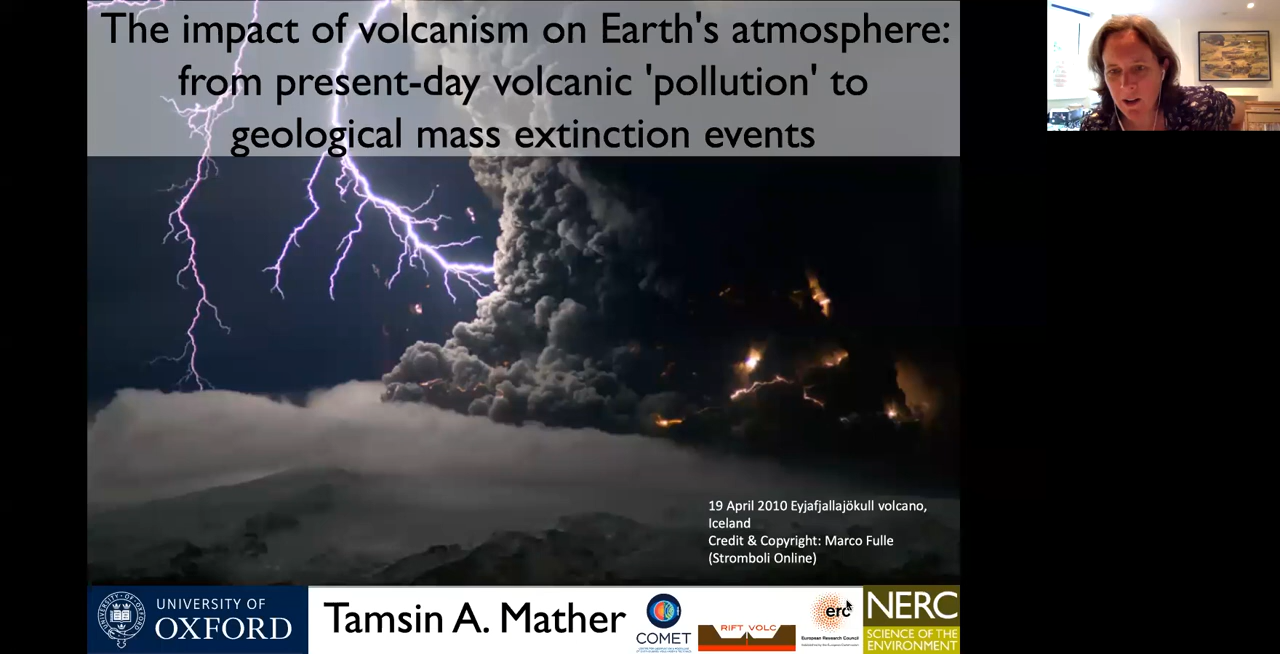 The impact of volcanism on Earth's atmosphere:
from present-day volcanic 'pollution' to
geological mass extinction events
19 April 2010 Eyjafjallajökull volcano,
Iceland
Credit & Copyright: Marco Fulle
(Stromboli Online)
UNIVERSITY OF
OXFORD
Tamsin A. Mather
COMET
RIFT VOLC
erc
European Research Council
NERC
SCIENCE OF THE
ENVIRONMENT